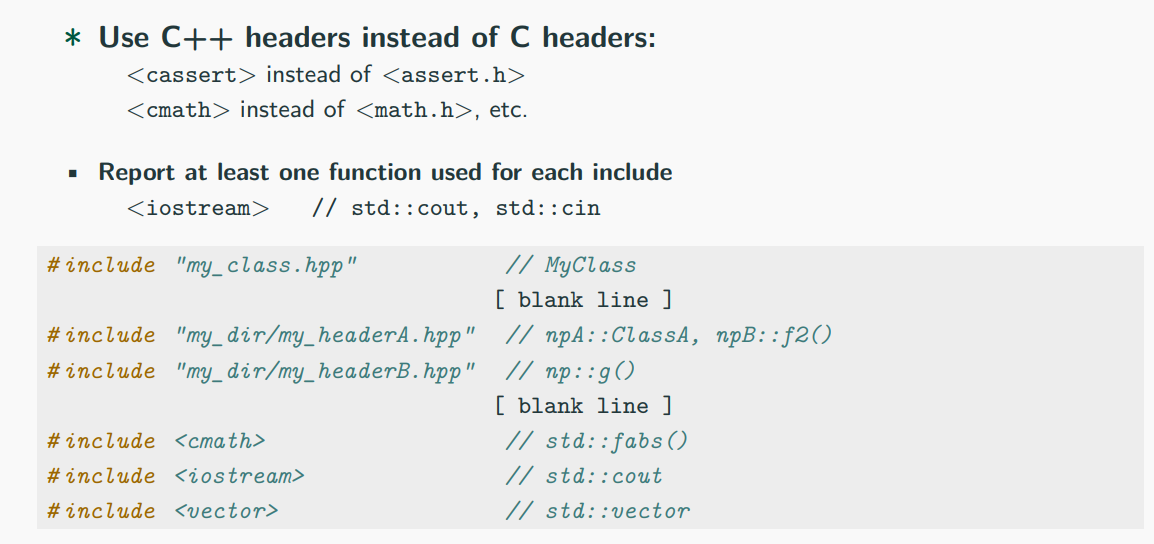 * Use C++ headers instead of C headers:
<cassert> instead of <assert.h>
<cmath> instead of <math.h>, etc.
▪ Report at least one function used for each include
<iostream> // std::cout, std::cin
#include "my_class.hpp" // MyClass
[ blank line ]
#include "my_dir/my_headerA.hpp" // npA::ClassA, npB::f2()
#include "my_dir/my_headerB.hpp" // np::g()
[ blank line ]
#include <cmath> // std::fabs()
#include <iostream> // std::cout
#include <vector> // std::vector